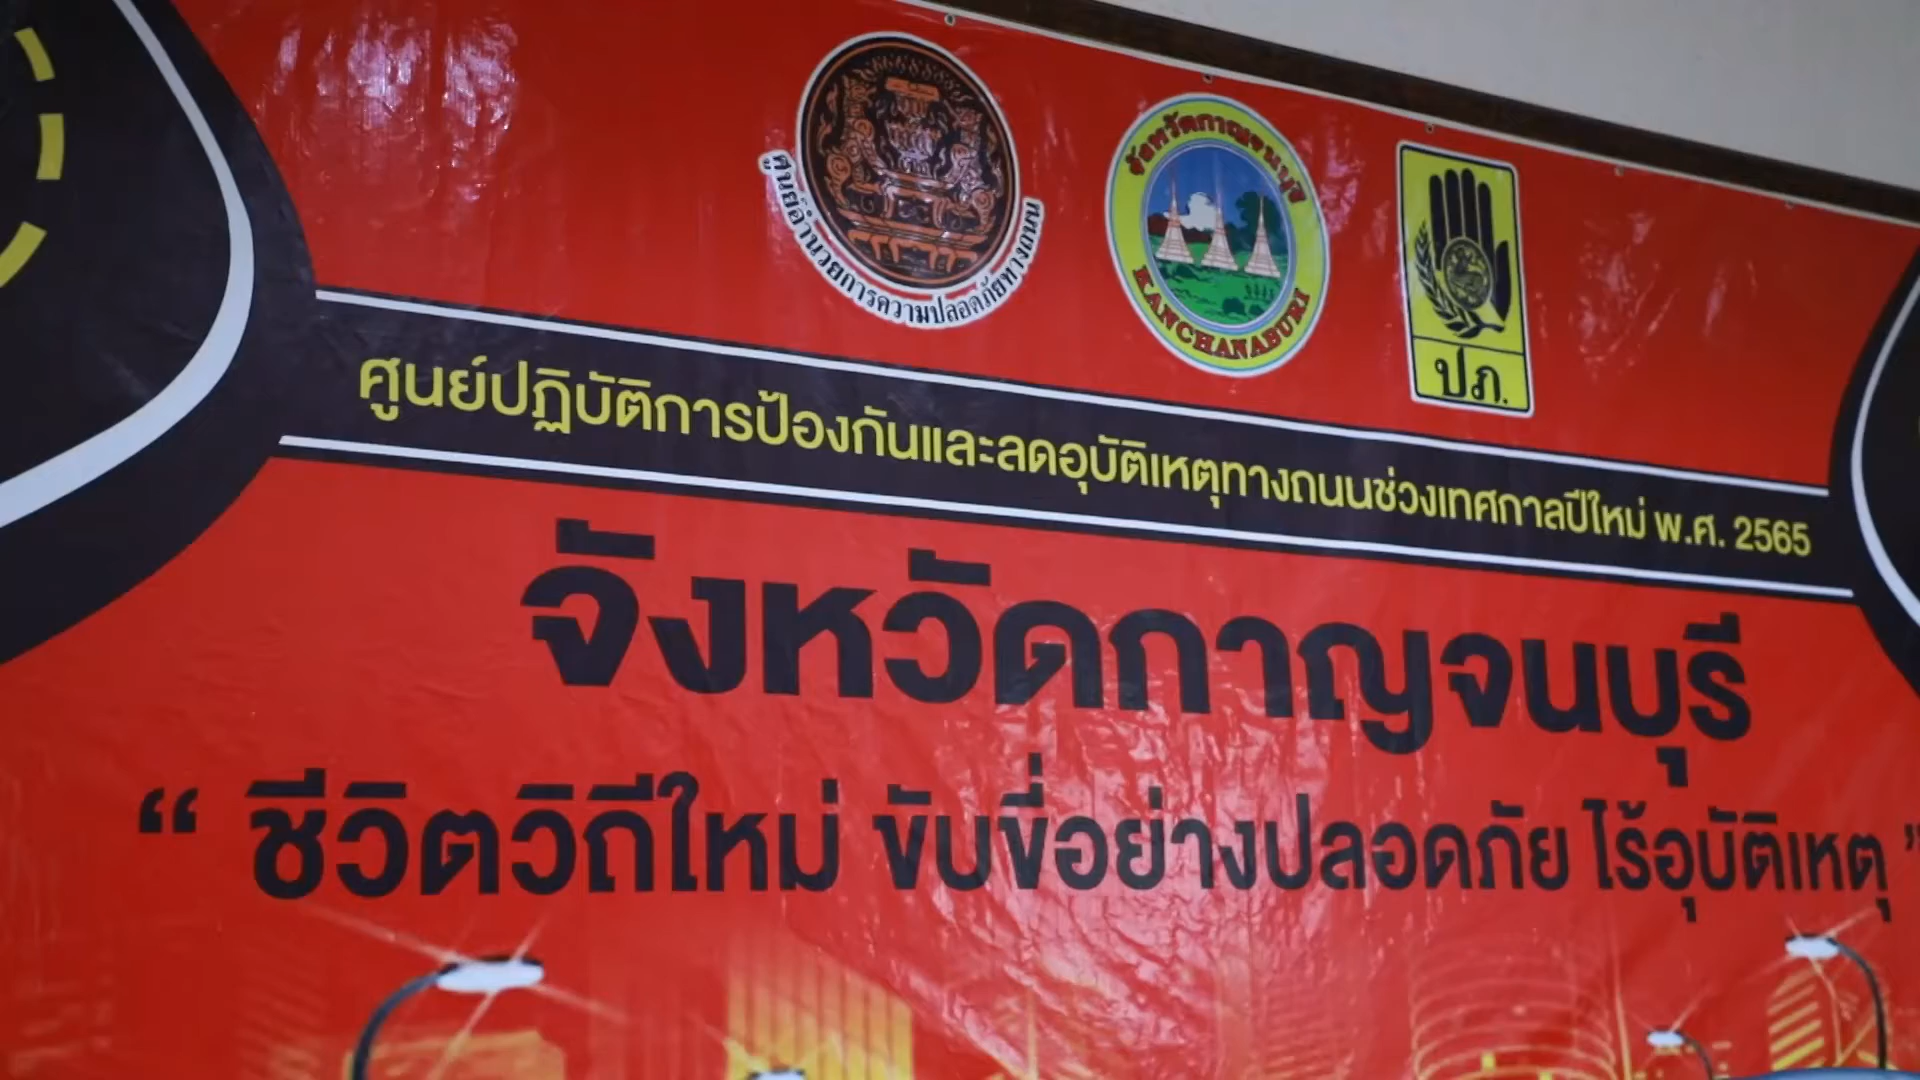 ศูนย์อำนวยการความปลอดภัยทางถนน
จังหวัดกาญจนบุรี
KANCHANABURI
ปภ.
ศูนย์ปฏิบัติการป้องกันและลดอุบัติเหตุทางถนนช่วงเทศกาลปีใหม่ พ.ศ. 2565
จังหวัดกาญจนบุรี
“ ชีวิตวิถีใหม่ ขับขี่อย่างปลอดภัย ไร้อุบัติเหตุ ”